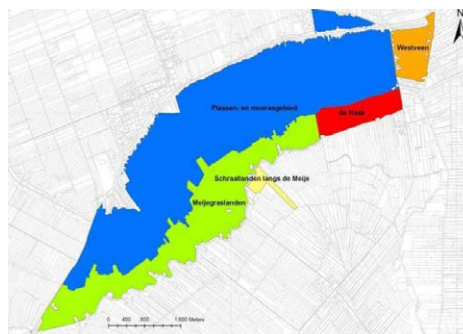 N
Westveen
Plassen- en moerasgebied
de Haak
Schraallanden langs de Meije
Meijegraslanden
0 400 800 1.600 Meters